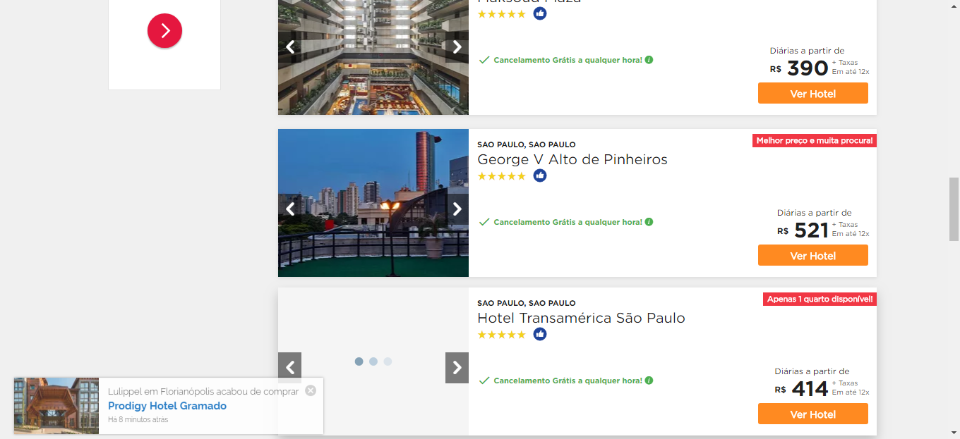 Maksoud Plaza
Cancelamento Grátis a qualquer hora!
Diárias a partir de
R$ 390 + Taxas
Em até 12x
Ver Hotel
SAO PAULO, SAO PAULO
Melhor preço e muita procura!
George V Alto de Pinheiros
Cancelamento Grátis a qualquer hora!
Diárias a partir de
R$ 521 + Taxas
Em até 12x
Ver Hotel
SAO PAULO, SAO PAULO
Apenas 1 quarto disponível!
Hotel Transamérica São Paulo
Cancelamento Grátis a qualquer hora!
Diárias a partir de
R$ 414 + Taxas
Em até 12x
Ver Hotel
Lulippel em Florianópolis acabou de comprar
Prodigy Hotel Gramado
Há 8 minutos atrás